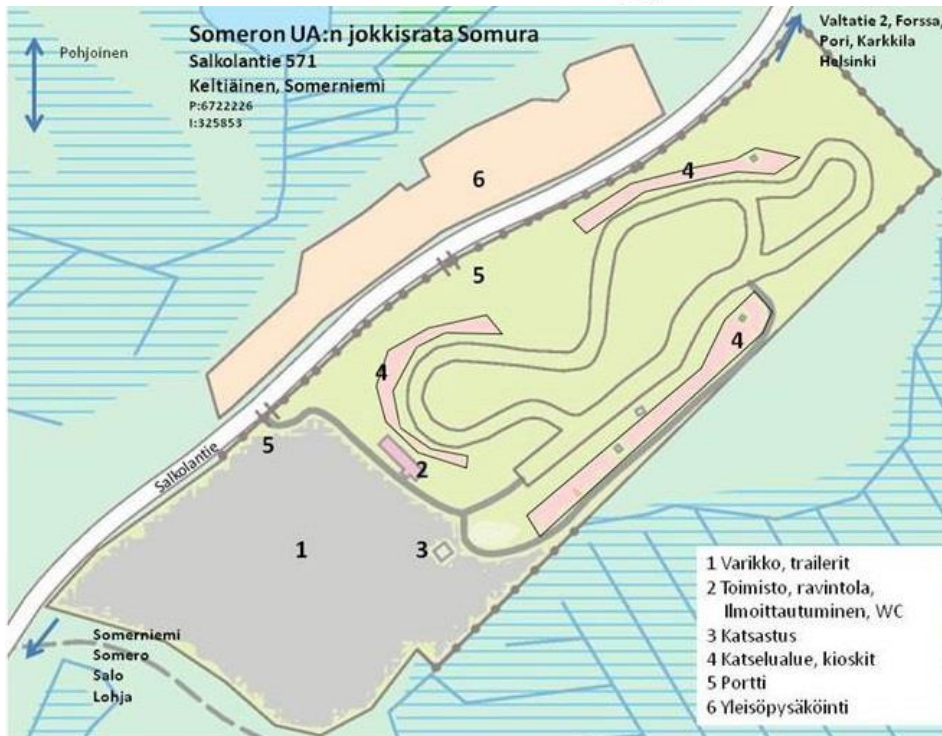 Pohjoinen
Someron UA:n jokkisrata Somura
Salkolantie 571
Keltiäinen, Somerniemi
P:6722226
I:325853
Valtatie 2, Forssa,
Pori, Karkkila
Helsinki
6
4
5
4
4
5
2
Salkolantie
1
3
Somerniemi
Somero
Salo
Lohja
1 Varikko, trailerit
2 Toimisto, ravintola,
Ilmoittautuminen, WC
3 Katsastus
4 Katselualue, kioskit
5 Portti
6 Yleisöpysäköinti